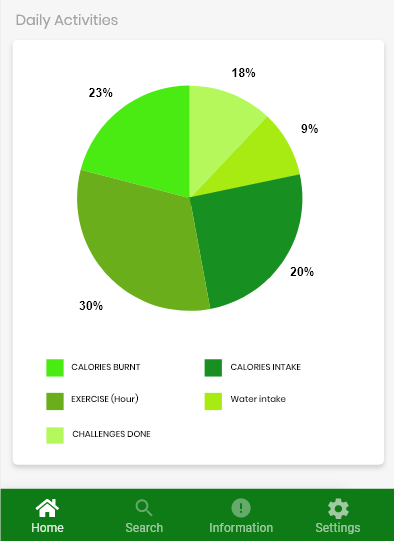 Daily Activities
18%
23%
9%
20%
30%
CALORIES BURNT
CALORIES INTAKE
EXERCISE (Hour)
Water intake
CHALLENGES DONE
Home
Search
Information
Settings